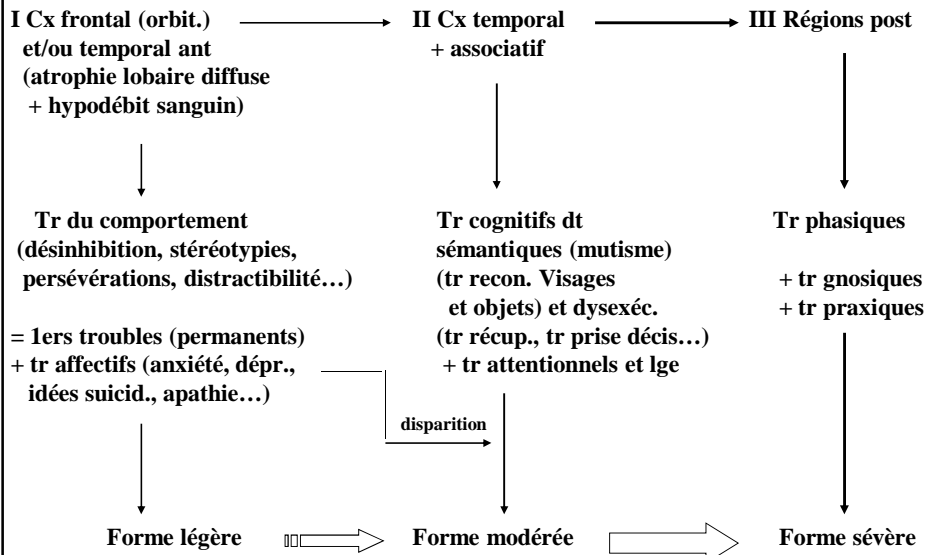 I Cx frontal (orbit.)
et/ou temporal ant
(atrophie lobaire diffuse
+ hypodébit sanguin)
II Cx temporal
+ associatif
III Régions post
Tr du comportement
(désinhibition, stéréotypies,
persévérations, distractibilité…)
= 1ers troubles (permanents)
+ tr affectifs (anxiété, dépr.,
idées suicid., apathie…)
Tr cognitifs dt
sémantiques (mutisme)
(tr recon. Visages
et objets) et dysexéc.
(tr récup., tr prise décis…)
+ tr attentionnels et lge
Tr phasiques
+ tr gnosiques
+ tr praxiques
disparition
Forme légère
Forme modérée
Forme sévère